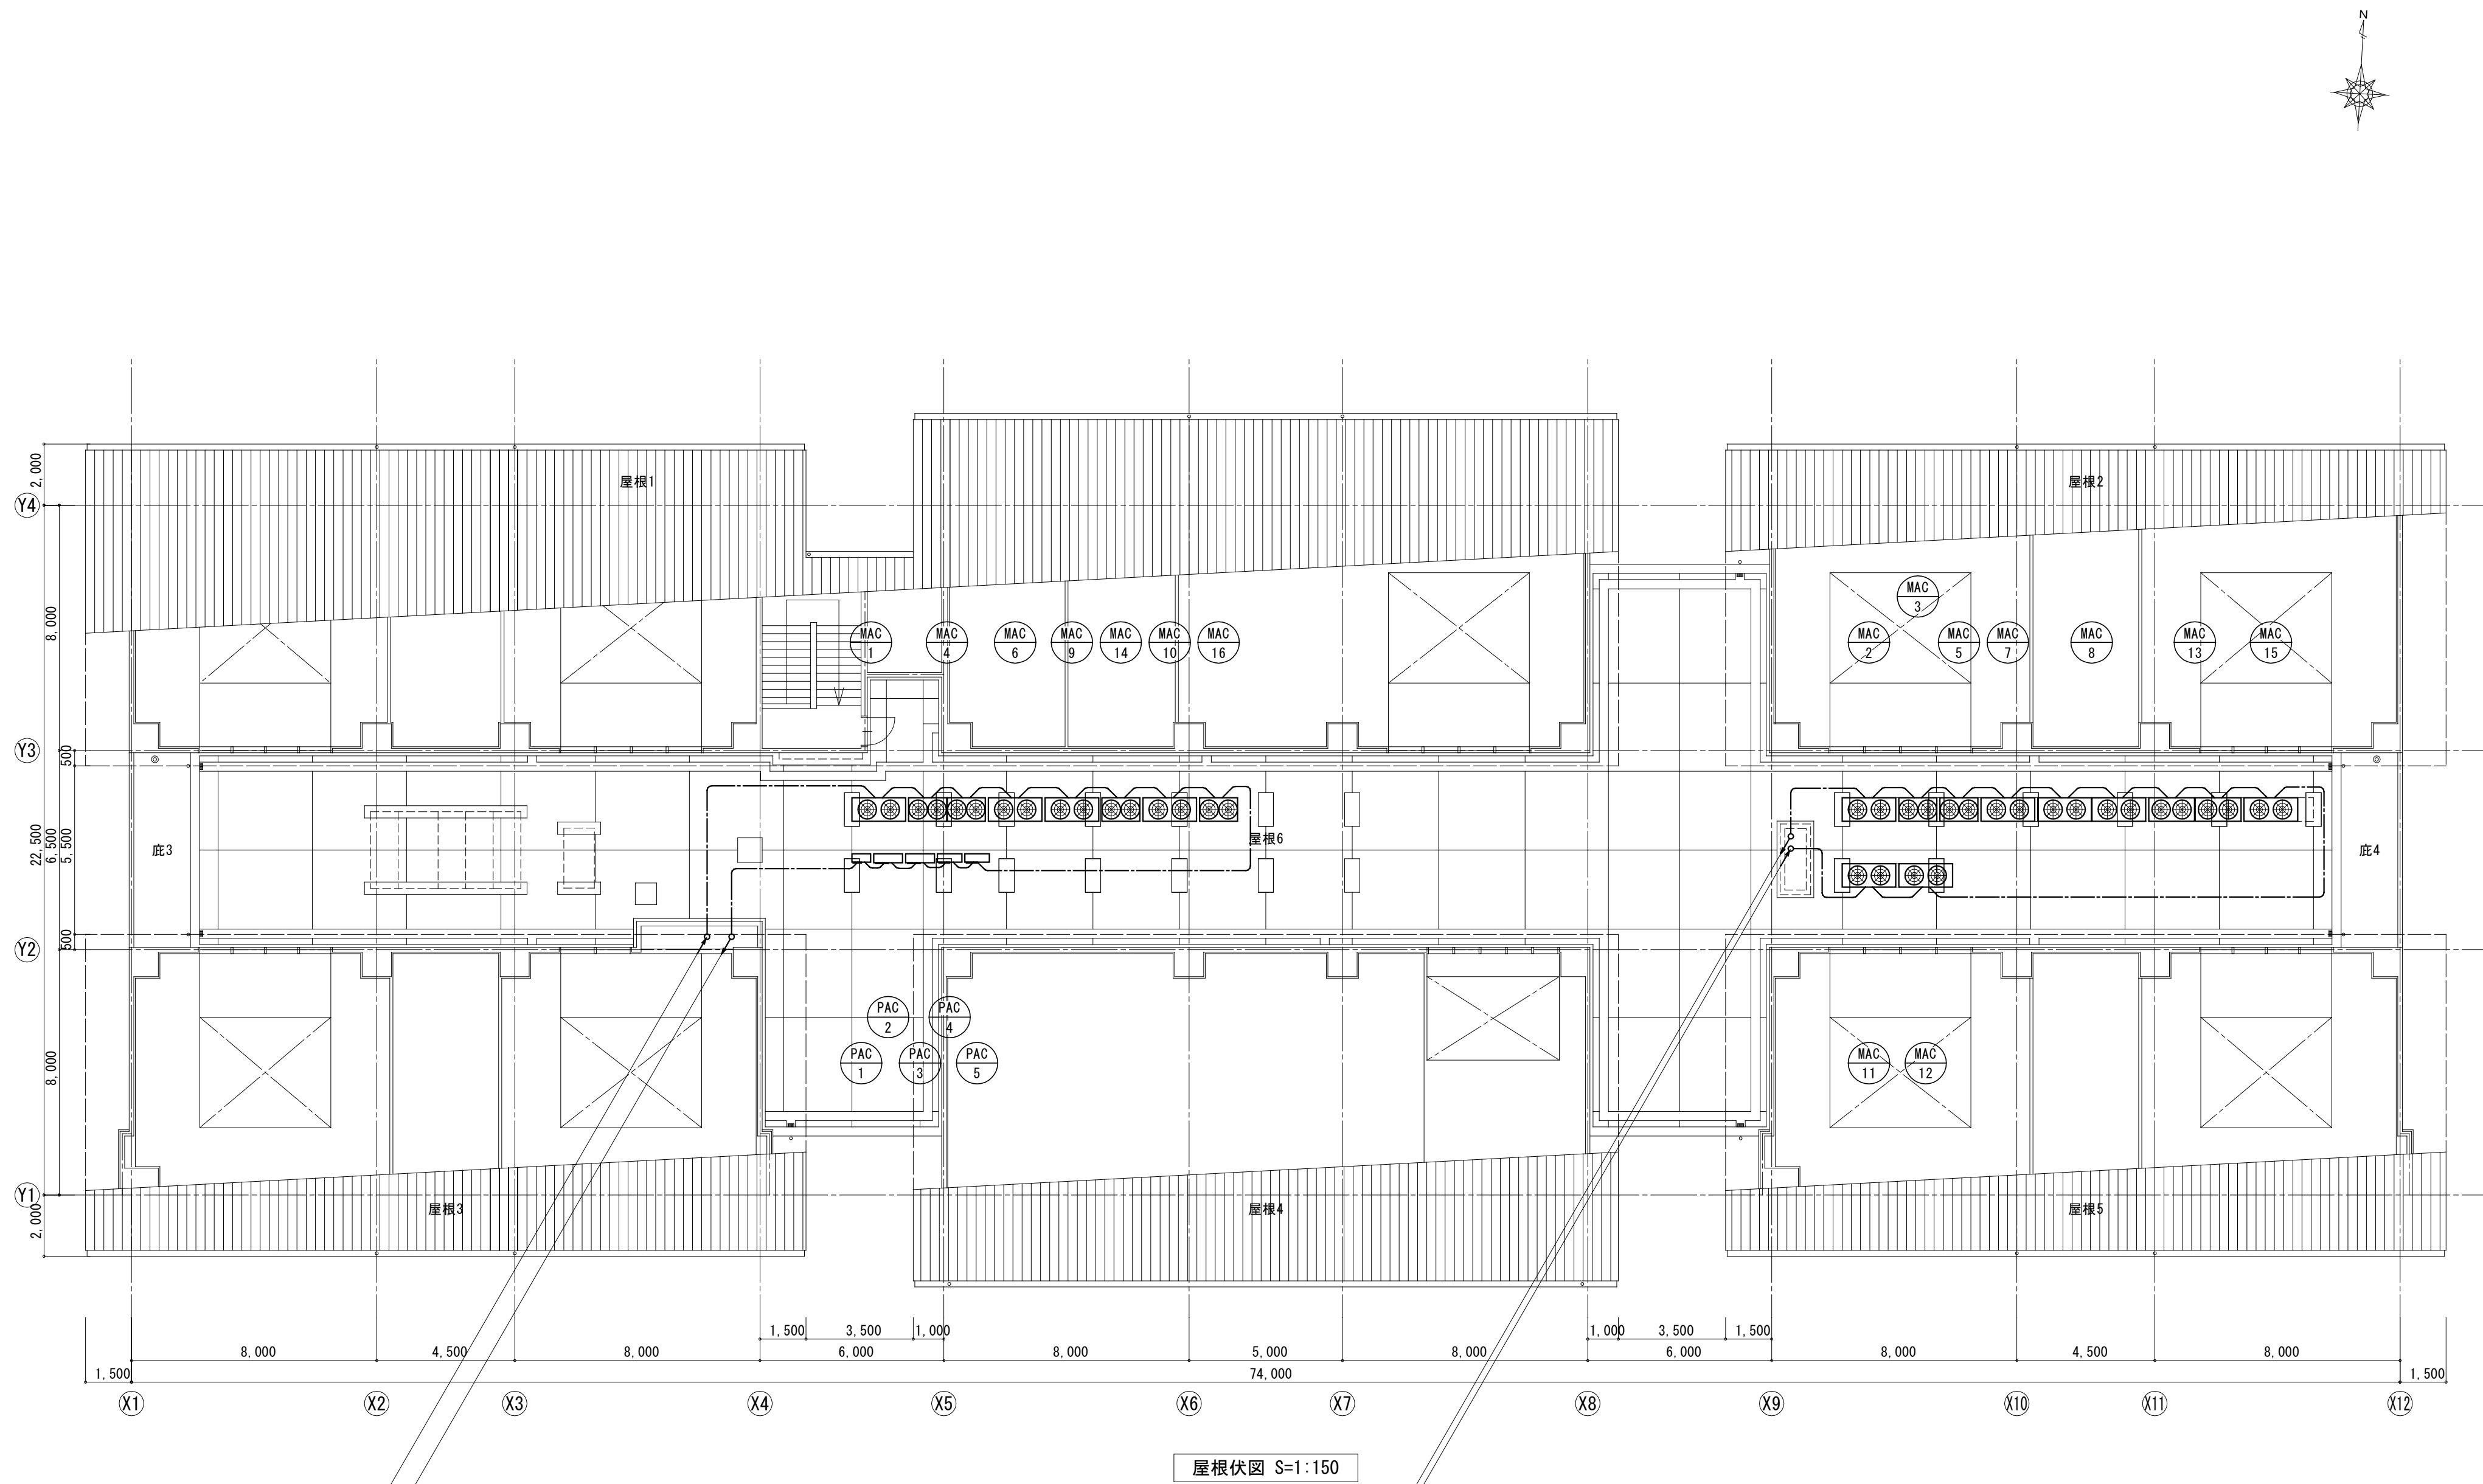 N
屋根1
屋根2
2,000
Y4
8,000
MAC 3
MAC 1
MAC 4
MAC 6
MAC 9
MAC 14
MAC 10
MAC 16
MAC 2
MAC 5
MAC 7
MAC 8
MAC 13
MAC 15
Y3
500
22,500
6,500
5,500
庇3
屋根6
庇4
500
Y2
PAC 2
PAC 4
PAC 1
PAC 3
PAC 5
MAC 11
MAC 12
8,000
Y1
2,000
屋根3
屋根4
屋根5
1,500 3,500 1,000 1,000 3,500 1,500
8,000 4,500 8,000 6,000 8,000 5,000 8,000 6,000 8,000 4,500 8,000
1,500 74,000 1,500
X1 X2 X3 X4 X5 X6 X7 X8 X9 X10 X11 X12
屋根伏図 S=1:150